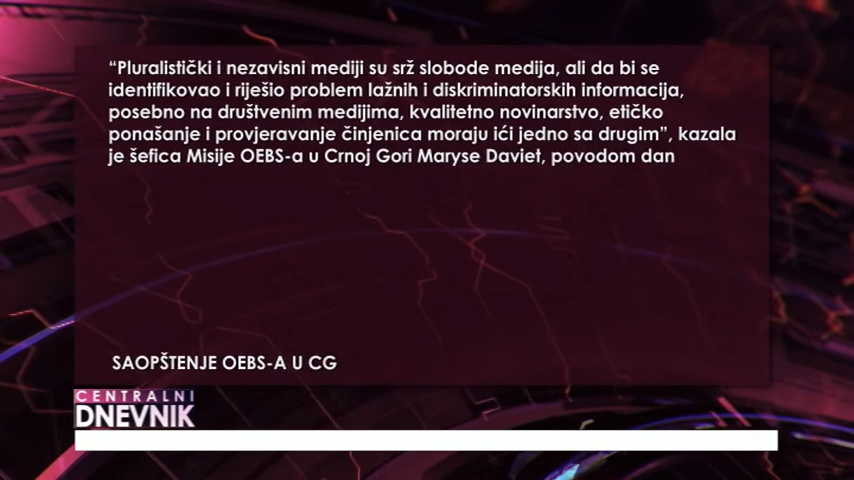 “Pluralistički i nezavisni mediji su srž slobode medija, ali da bi se
identifikovao i riješio problem lažnih i diskriminatorskih informacija,
posebno na društvenim medijima, kvalitetno novinarstvo, etičko
ponašanje i provjeravanje činjenica moraju ići jedno sa drugim”, kazala
je šefica Misije OEBS-a u Crnoj Gori Maryse Daviet, povodom dan
SAOPŠTENJE OEBS-A U CG
CENTRALNI
DNEVNIK